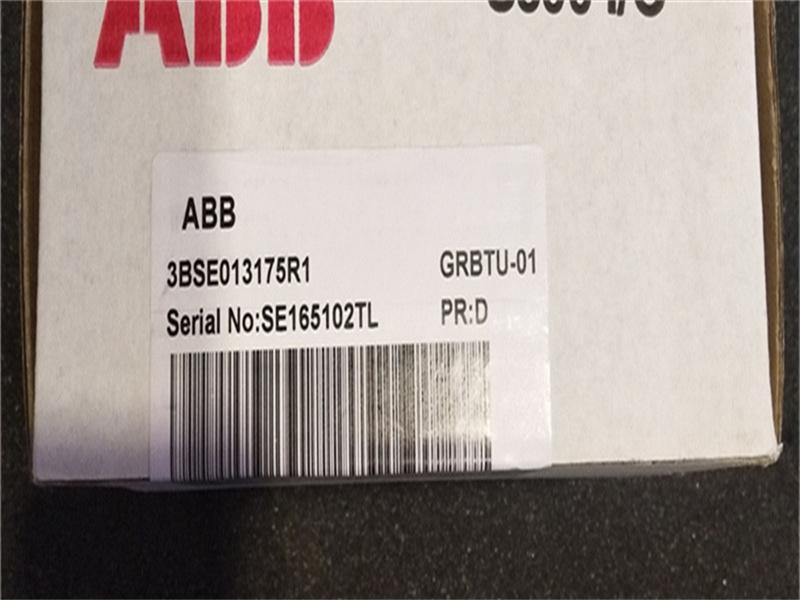 ABB
ABB
3BSE013175R1 GRBTU-01
Serial No:SE165102TL PR:D